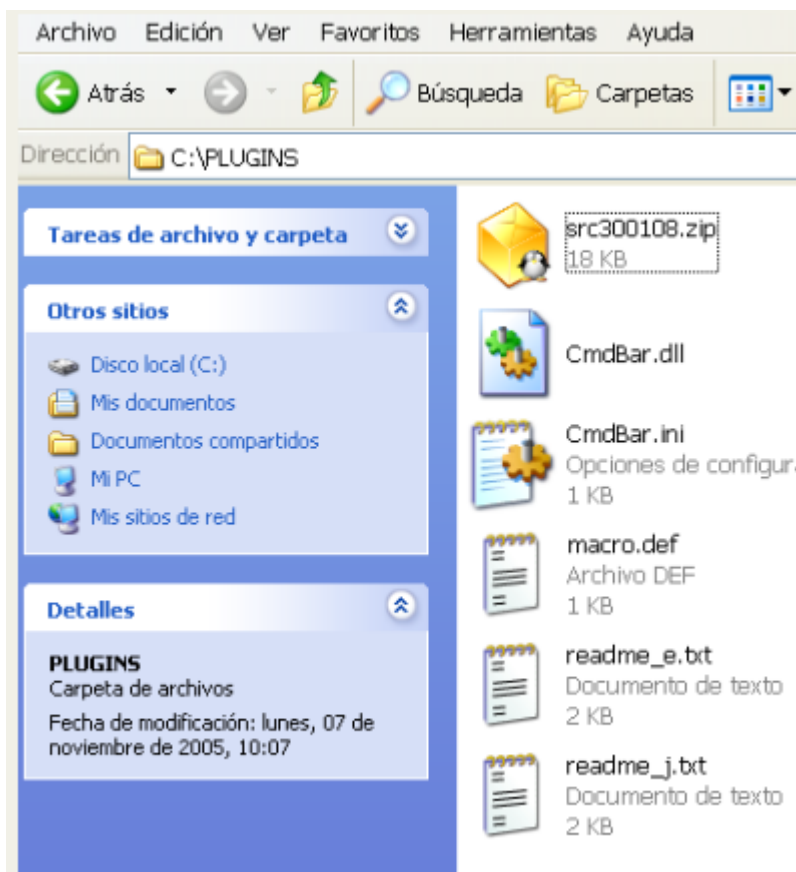 Archivo Edición Ver Favoritos Herramientas Ayuda
Atrás Búsqueda Carpetas
Dirección C:\PLUGINS
Tareas de archivo y carpeta
Otros sitios
Disco local (C:)
Mis documentos
Documentos compartidos
Mi PC
Mis sitios de red
Detalles
PLUGINS
Carpeta de archivos
Fecha de modificación: lunes, 07 de
noviembre de 2005, 10:07
src300108.zip
18 KB
CmdBar.dll
CmdBar.ini
Opciones de configur
1 KB
macro.def
Archivo DEF
1 KB
readme_e.txt
Documento de texto
2 KB
readme_j.txt
Documento de texto
2 KB